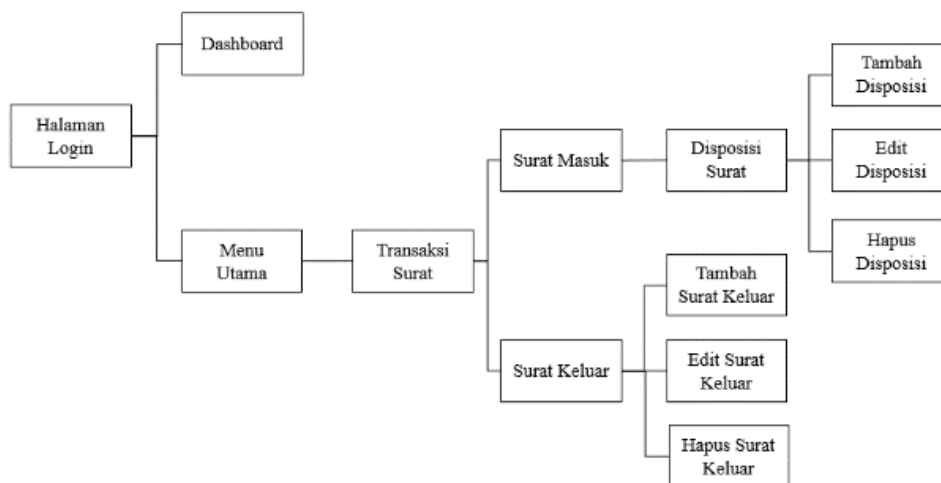 Dashboard
Halaman
Login
Menu
Utama
Transaksi
Surat
Surat Masuk
Disposisi
Surat
Tambah
Disposisi
Edit
Disposisi
Hapus
Disposisi
Surat Keluar
Tambah
Surat Keluar
Edit Surat
Keluar
Hapus Surat
Keluar